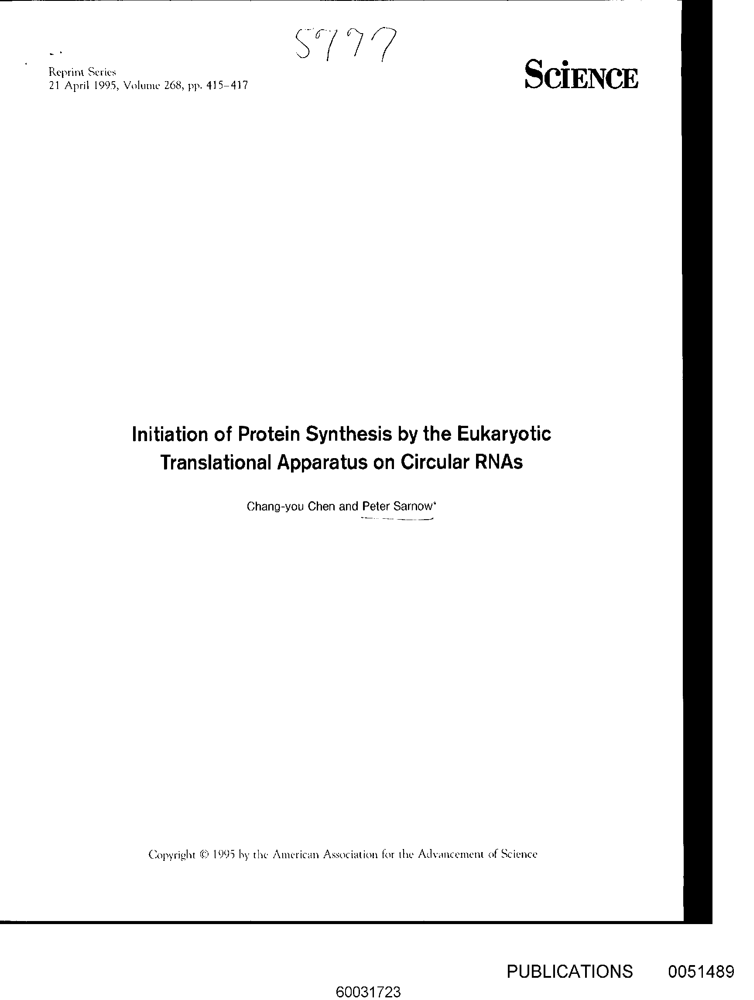 5977
Reprint Series
21 April 1995, Volume 268, pp. 415–417
SCIENCE
Initiation of Protein Synthesis by the Eukaryotic
Translational Apparatus on Circular RNAs
Chang-you Chen and Peter Sarnow*
Copyright © 1995 by the American Association for the Advancement of Science
PUBLICATIONS 0051489
60031723